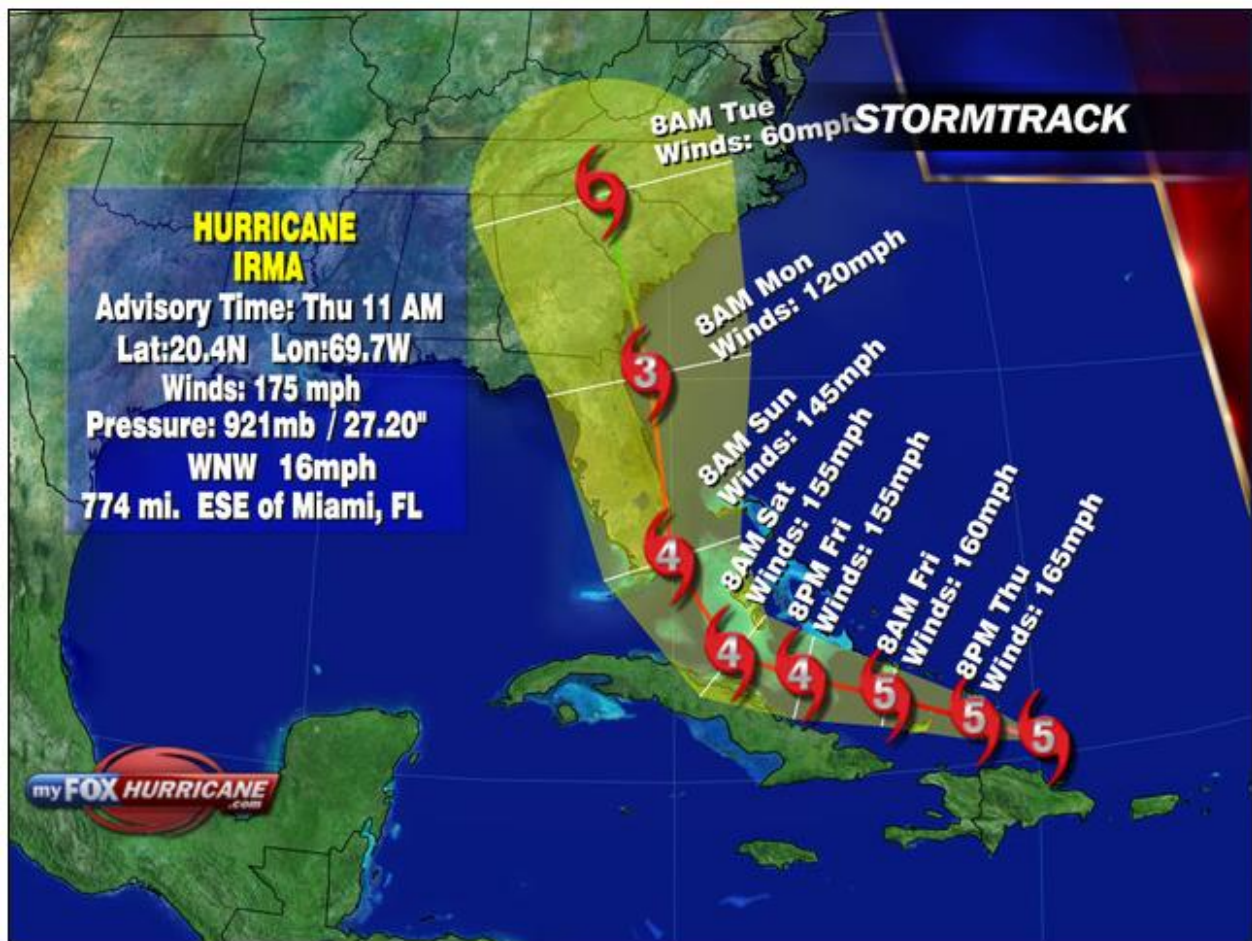 STORMTRACK
8AM Tue
Winds: 60mph
HURRICANE
IRMA
Advisory Time: Thu 11 AM
Lat:20.4N Lon:69.7W
Winds: 175 mph
Pressure: 921mb / 27.20"
WNW 16mph
774 mi. ESE of Miami, FL
8AM Mon
Winds: 120mph
3
8AM Sun
Winds: 145mph
4
8AM Sat
Winds: 155mph
4
8PM Fri
Winds: 155mph
4
8AM Fri
Winds: 160mph
5
8PM Thu
Winds: 165mph
5
5
myFOX HURRICANE
.com